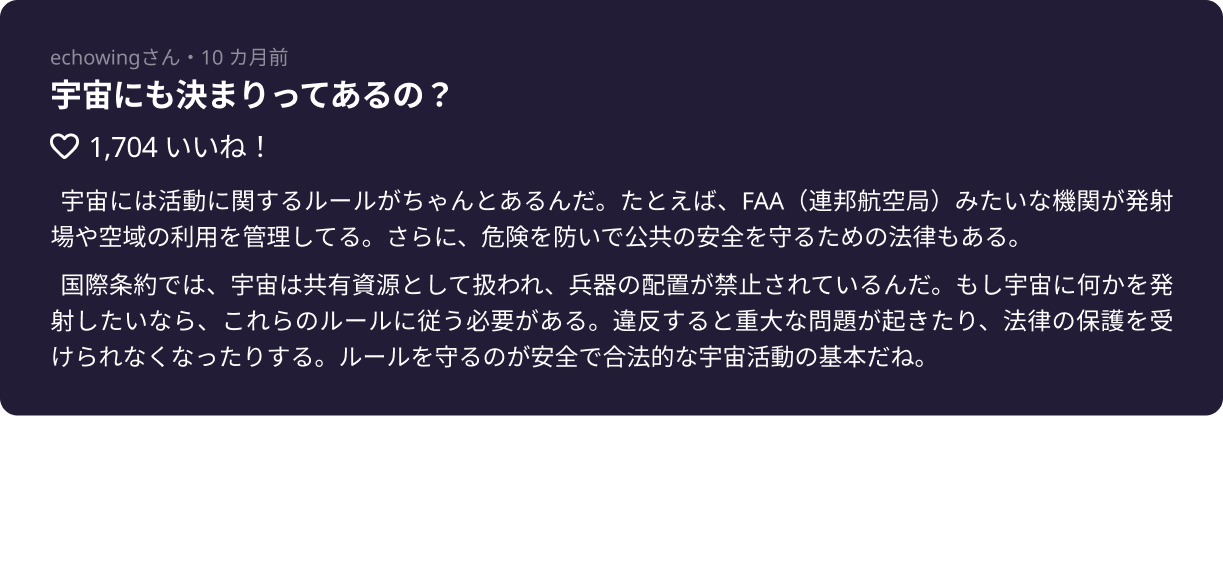 echowingさん・10 カ月前
宇宙にも決まりってあるの？
1,704 いいね！
宇宙には活動に関するルールがちゃんとあるんだ。たとえば、FAA（連邦航空局）みたいな機関が発射
場や空域の利用を管理してる。さらに、危険を防いで公共の安全を守るための法律もある。
国際条約では、宇宙は共有資源として扱われ、兵器の配置が禁止されているんだ。もし宇宙に何かを発
射したいなら、これらのルールに従う必要がある。違反すると重大な問題が起きたり、法律の保護を受
けられなくなったりする。ルールを守るのが安全で合法的な宇宙活動の基本だね。